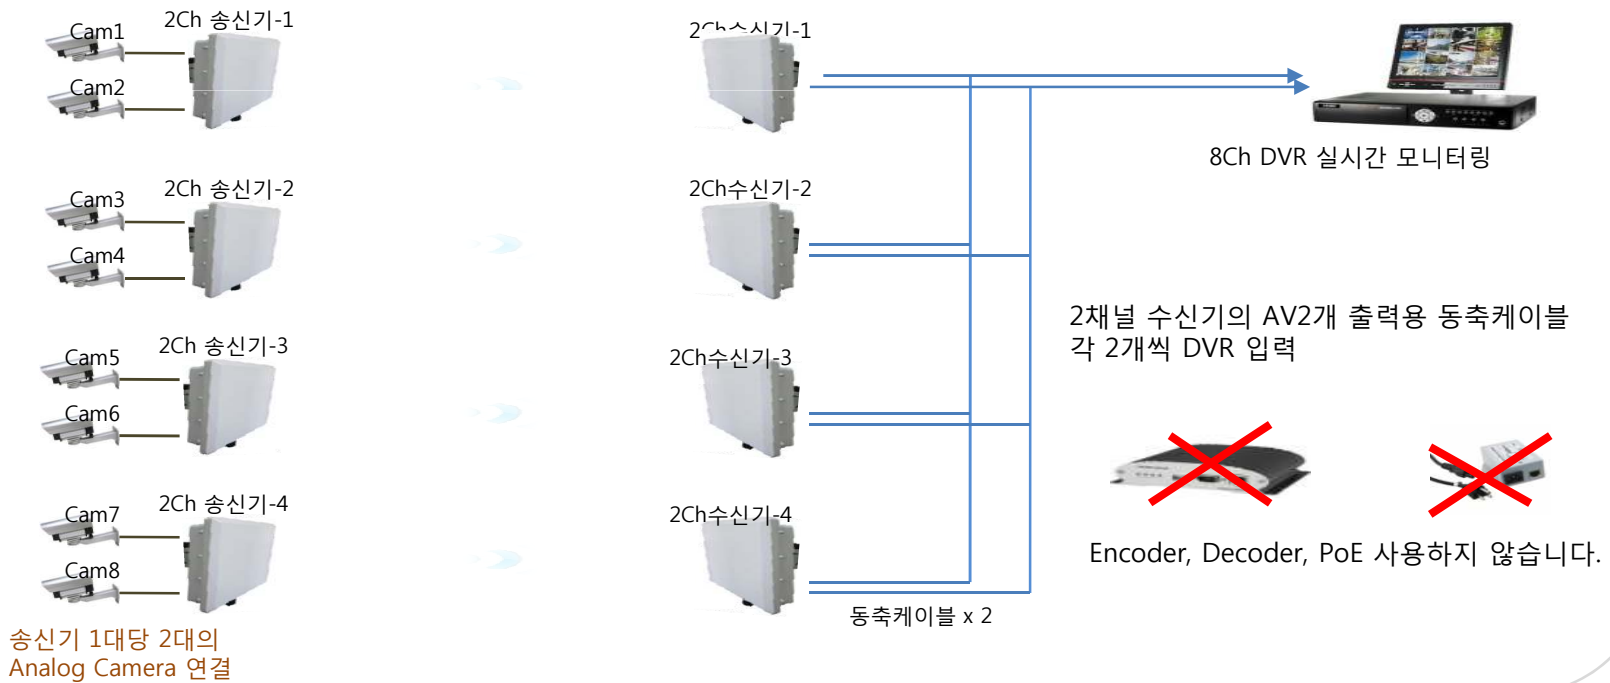 Cam1
2Ch 송신기-1
Cam2
2Ch수신기-1
8Ch DVR 실시간 모니터링
Cam3
2Ch 송신기-2
Cam4
2Ch수신기-2
2채널 수신기의 AV2개 출력용 동축케이블
각 2개씩 DVR 입력
Cam5
2Ch 송신기-3
Cam6
2Ch수신기-3
Cam7
2Ch 송신기-4
Cam8
2Ch수신기-4
Encoder, Decoder, PoE 사용하지 않습니다.
동축케이블 x 2
송신기 1대당 2대의
Analog Camera 연결